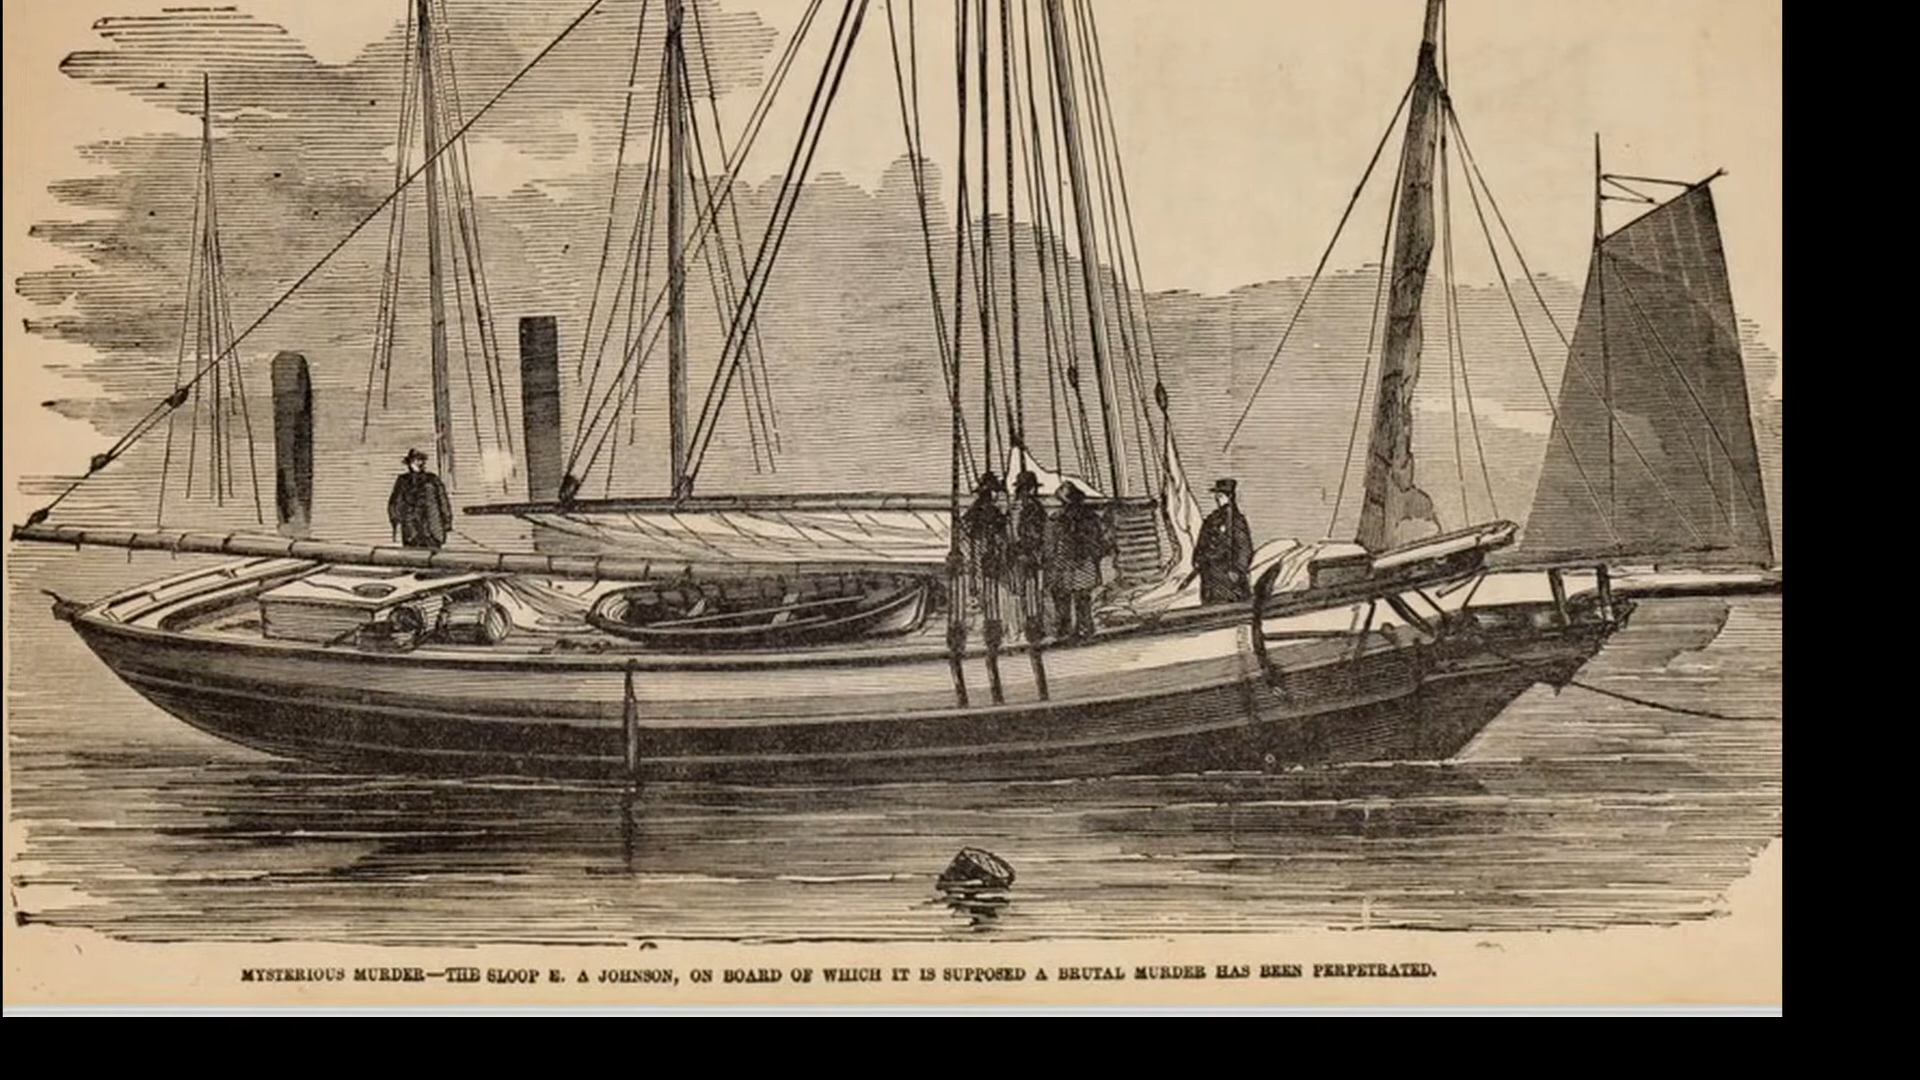 MYSTERIOUS MURDER—THE SLOOP E. A JOHNSON, ON BOARD OF WHICH IT IS SUPPOSED A BRUTAL MURDER HAS BEEN PERPETRATED.